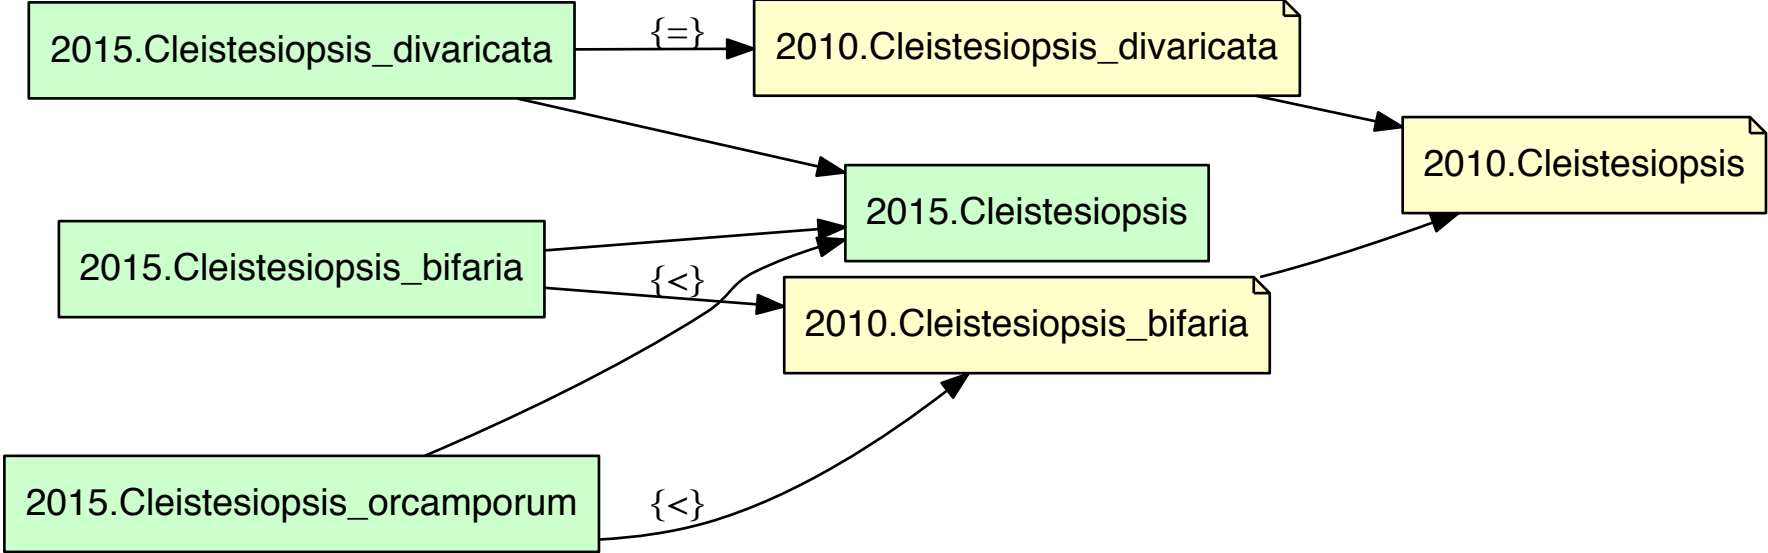 2015.Cleistesiopsis_divaricata
{=}
2010.Cleistesiopsis_divaricata
2010.Cleistesiopsis
2015.Cleistesiopsis
2015.Cleistesiopsis_bifaria
{<}
2010.Cleistesiopsis_bifaria
2015.Cleistesiopsis_orcamporum
{<}